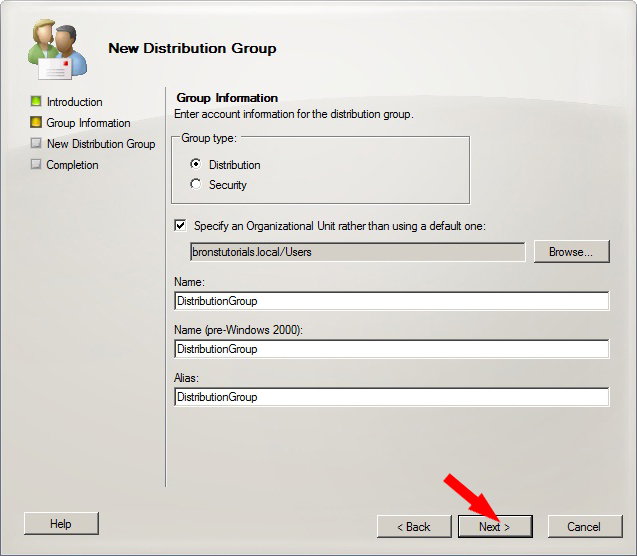 New Distribution Group
Introduction
Group Information
New Distribution Group
Completion
Group Information
Enter account information for the distribution group.
Group type:
Distribution
Security
Specify an Organizational Unit rather than using a default one:
bronstutorials.local/Users
Browse...
Name:
DistributionGroup
Name (pre-Windows 2000):
DistributionGroup
Alias:
DistributionGroup
Help
< Back
Next >
Cancel